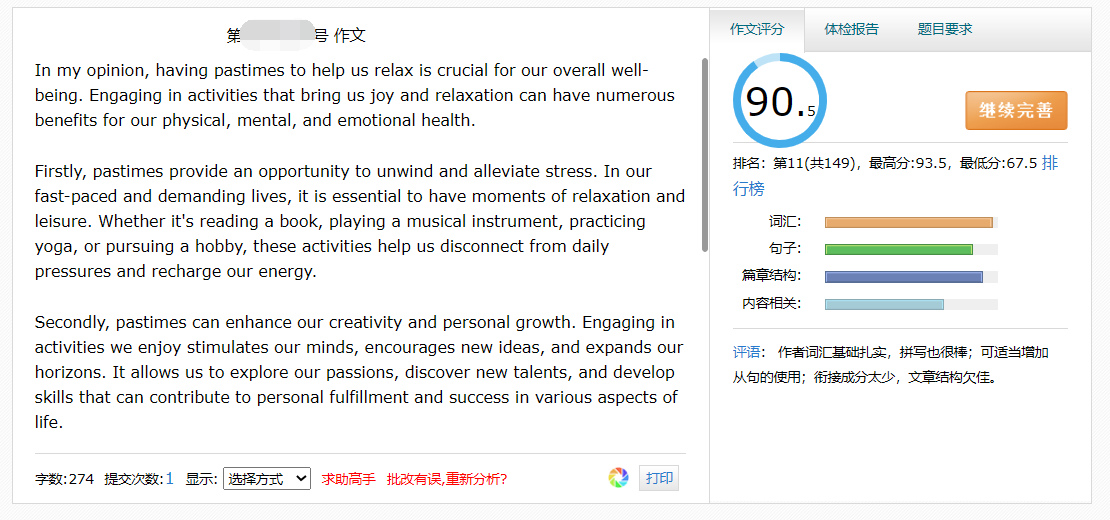 第 号 作文
In my opinion, having pastimes to help us relax is crucial for our overall well-
being. Engaging in activities that bring us joy and relaxation can have numerous
benefits for our physical, mental, and emotional health.
Firstly, pastimes provide an opportunity to unwind and alleviate stress. In our
fast-paced and demanding lives, it is essential to have moments of relaxation and
leisure. Whether it's reading a book, playing a musical instrument, practicing
yoga, or pursuing a hobby, these activities help us disconnect from daily
pressures and recharge our energy.
Secondly, pastimes can enhance our creativity and personal growth. Engaging in
activities we enjoy stimulates our minds, encourages new ideas, and expands our
horizons. It allows us to explore our passions, discover new talents, and develop
skills that can contribute to personal fulfillment and success in various aspects of
life.
字数:274 提交次数:1 显示: 选择方式 求助高手 批改有误,重新分析? 打印
作文评分 体检报告 题目要求
90.5
继续完善
排名: 第11(共149), 最高分:93.5, 最低分:67.5 排
行榜
词汇:
句子:
篇章结构:
内容相关:
评语: 作者词汇基础扎实，拼写也很棒；可适当增加
从句的使用；衔接成分太少，文章结构欠佳。